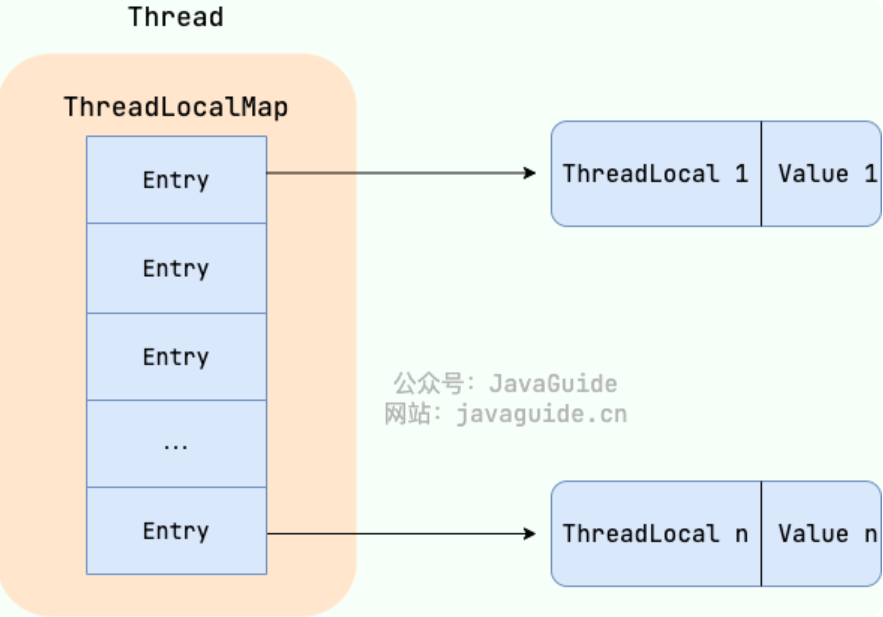 Thread
ThreadLocalMap
Entry
ThreadLocal 1
Value 1
Entry
Entry
公众号：JavaGuide
网站：javaguide.cn
...
Entry
ThreadLocal n
Value n